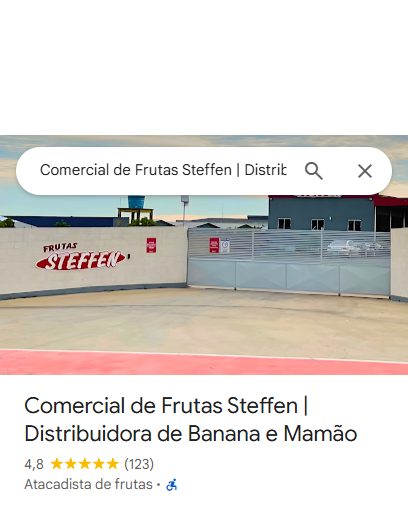 Comercial de Frutas Steffen | Distrib
FRUTAS
STEFFEN
Comercial de Frutas Steffen |
Distribuidora de Banana e Mamão
4,8 (123)
Atacadista de frutas ·